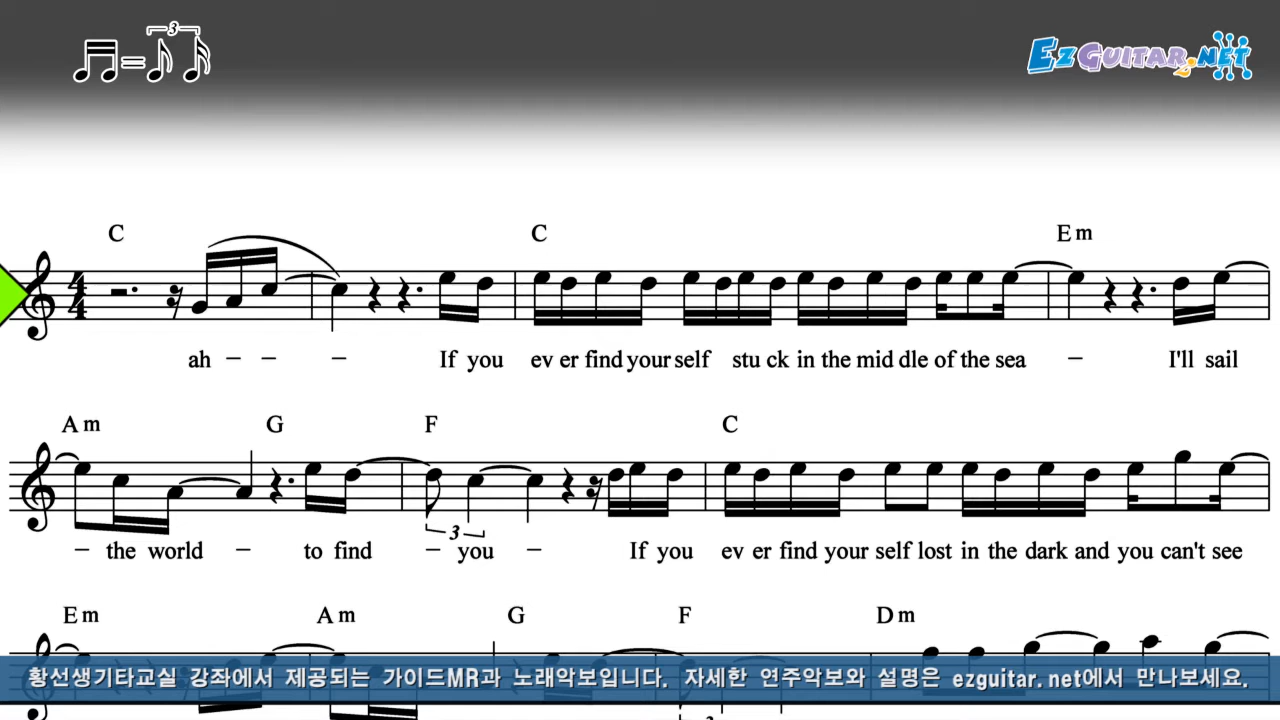 3
EzGuitar.net
C C Em
4
4
ah – – – If you ev er find your self stu ck in the mid dle of the sea – I'll sail
Am G F C
3
– the world – to find – you – If you ev er find your self lost in the dark and you can't see
Em Am G F Dm
황선생기타교실 강좌에서 제공되는 가이드MR과 노래악보입니다. 자세한 연주악보와 설명은 ezguitar.net에서 만나보세요.
3